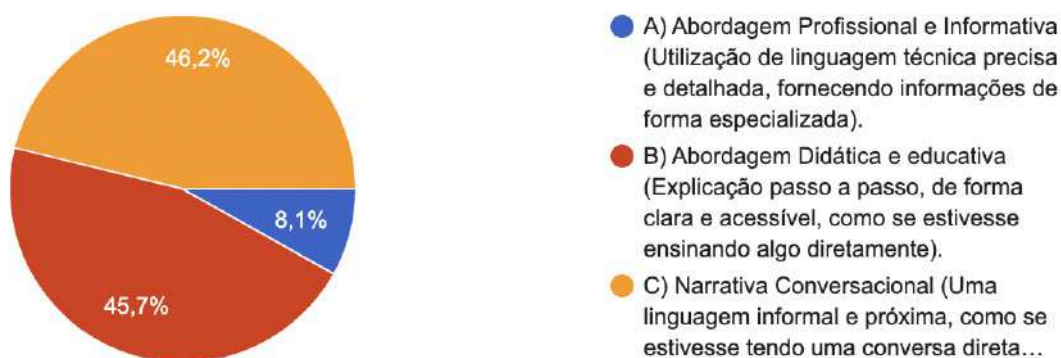 46,2%
8,1%
45,7%
A) Abordagem Profissional e Informativa
(Utilização de linguagem técnica precisa
e detalhada, fornecendo informações de
forma especializada).
B) Abordagem Didática e educativa
(Explicação passo a passo, de forma
clara e acessível, como se estivesse
ensinando algo diretamente).
C) Narrativa Conversacional (Uma
linguagem informal e próxima, como se
estivesse tendo uma conversa direta…